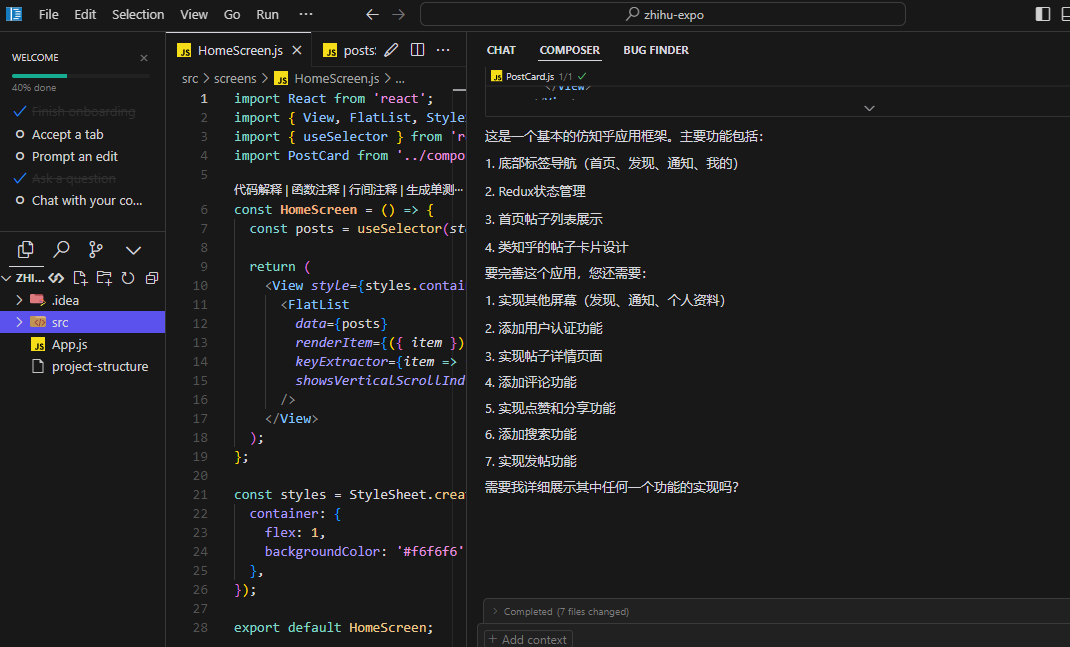 File Edit Selection View Go Run ··· zhihu-expo
WELCOME
40% done
Finish onboarding
Accept a tab
Prompt an edit
Ask a question
Chat with your co...
ZHI...
.idea
src
App.js
project-structure
HomeScreen.js
posts
src > screens > HomeScreen.js > ...
1 import React from 'react';
2 import { View, FlatList, Style
3 import { useSelector } from 're
4 import PostCard from '../compo
5
代码解释 | 函数注释 | 行间注释 | 生成单测···
6 const HomeScreen = () => {
7 const posts = useSelector(sto
8
9 return (
10 <View style={styles.contai
11 <FlatList
12 data={posts}
13 renderItem={({ item })
14 keyExtractor={item =>
15 showsVerticalScrollInd
16 />
17 </View>
18 );
19 };
20
21 const styles = StyleSheet.crea
22 container: {
23 flex: 1,
24 backgroundColor: '#f6f6f6'
25 },
26 });
27
28 export default HomeScreen;
CHAT COMPOSER BUG FINDER
PostCard.js 1/1
</View>
这是一个基本的仿知乎应用框架。主要功能包括：
1. 底部标签导航（首页、发现、通知、我的）
2. Redux状态管理
3. 首页帖子列表展示
4. 类知乎的帖子卡片设计
要完善这个应用，您还需要：
1. 实现其他屏幕（发现、通知、个人资料）
2. 添加用户认证功能
3. 实现帖子详情页面
4. 添加评论功能
5. 实现点赞和分享功能
6. 添加搜索功能
7. 实现发帖功能
需要我详细展示其中任何一个功能的实现吗？
Completed (7 files changed)
+ Add context